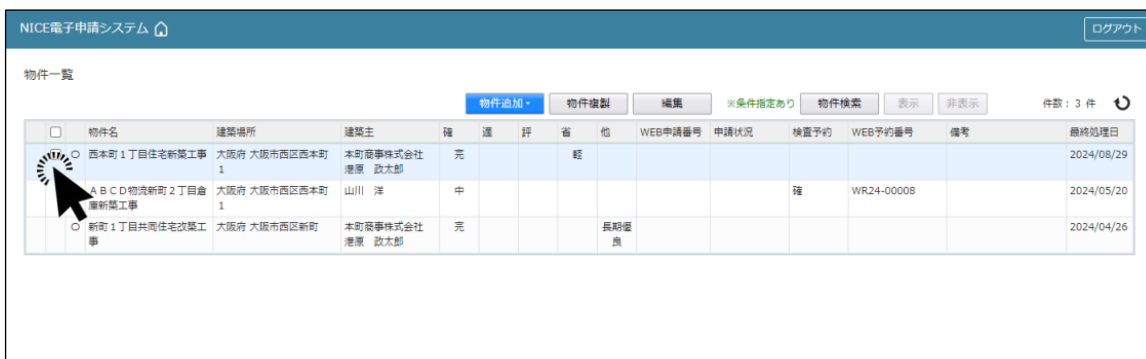 NICE電子申請システム
ログアウト
物件一覧
物件追加
物件複製
編集
※条件指定あり
物件検索
表示
非表示
件数：3 件
物件名 建築場所 建築主 確 適 評 省 他 WEB申請番号 申請状況 検査予約 WEB予約番号 備考 最終処理日
○ 西本町１丁目住宅新築工事 大阪府 大阪市西区西本町 本町商事株式会社 完 軽 2024/08/29
1 港原 政太郎
ＡＢＣＤ物流新町２丁目倉 大阪府 大阪市西区西本町 山川 洋 中 確 WR24-00008 2024/05/20
庫新築工事 1
○ 新町１丁目共同住宅改築工 大阪府 大阪市西区新町 本町商事株式会社 完 長期優 2024/04/26
事 港原 政太郎 良